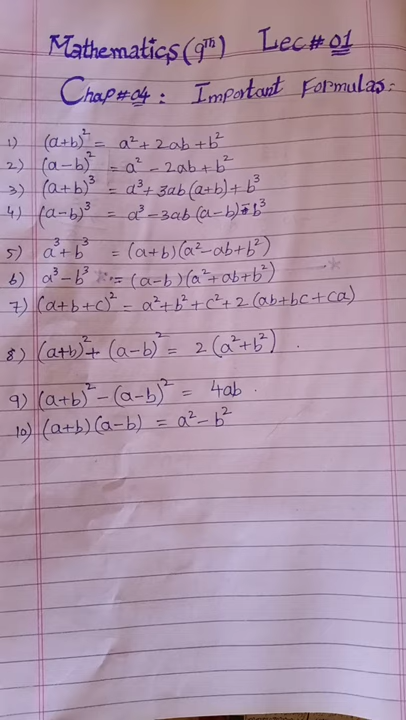 Mathematics (9Th) Lec#01
Chap#04: Important Formulas:
1) (a+b)² = a²+2ab+b²
2) (a-b)² = a²-2ab+b²
3) (a+b)³ = a³+3ab(a+b)+b³
4) (a-b)³ = a³-3ab(a-b)-b³
5) a³+b³ = (a+b)(a²-ab+b²)
6) a³-b³ = (a-b)(a²+ab+b²)
7) (a+b+c)² = a²+b²+c²+2(ab+bc+ca)
8) (a+b)²+(a-b)² = 2(a²+b²).
9) (a+b)²-(a-b)² = 4ab.
10) (a+b)(a-b) = a²-b²